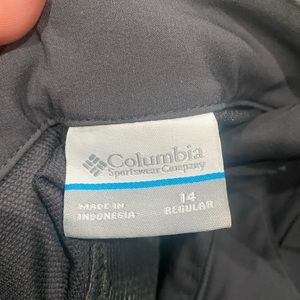 Columbia
Sportswear Company
MADE IN
INDONESIA
14
REGULAR